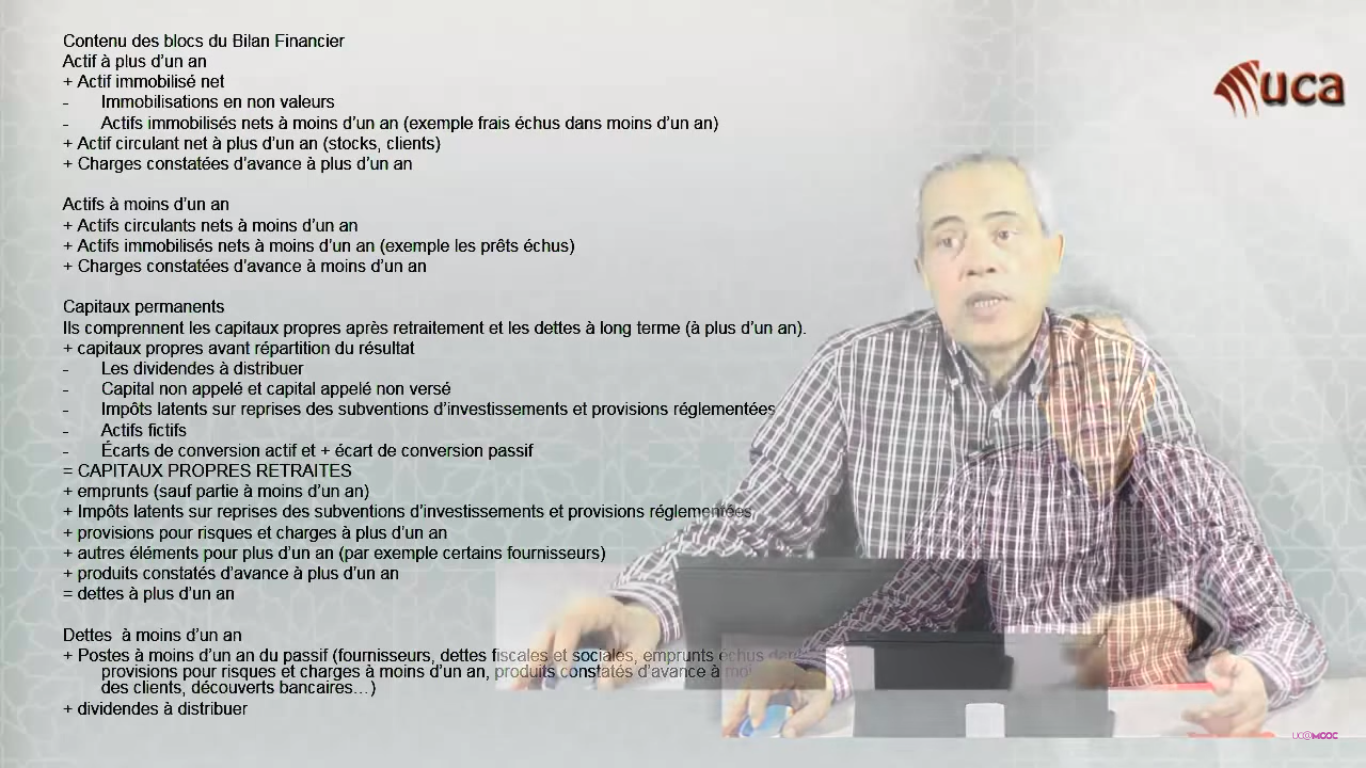 Contenu des blocs du Bilan Financier
Actif à plus d'un an
+ Actif immobilisé net
- Immobilisations en non valeurs
- Actifs immobilisés nets à moins d'un an (exemple frais échus dans moins d'un an)
+ Actif circulant net à plus d'un an (stocks, clients)
+ Charges constatées d'avance à plus d'un an
Actifs à moins d'un an
+ Actifs circulants nets à moins d'un an
+ Actifs immobilisés nets à moins d'un an (exemple les prêts échus)
+ Charges constatées d'avance à moins d'un an
Capitaux permanents
Ils comprennent les capitaux propres après retraitement et les dettes à long terme (à plus d'un an).
+ capitaux propres avant répartition du résultat
- Les dividendes à distribuer
- Capital non appelé et capital appelé non versé
- Impôts latents sur reprises des subventions d'investissements et provisions réglementées
- Actifs fictifs
- Écarts de conversion actif et + écart de conversion passif
= CAPITAUX PROPRES RETRAITES
+ emprunts (sauf partie à moins d'un an)
+ Impôts latents sur reprises des subventions d'investissements et provisions réglementées
+ provisions pour risques et charges à plus d'un an
+ autres éléments pour plus d'un an (par exemple certains fournisseurs)
+ produits constatés d'avance à plus d'un an
= dettes à plus d'un an
Dettes à moins d'un an
+ Postes à moins d'un an du passif (fournisseurs, dettes fiscales et sociales, emprunts échus
provisions pour risques et charges à moins d'un an, produits constatés d'avance à
des clients, découverts bancaires…)
+ dividendes à distribuer
uca
UC@MOOC